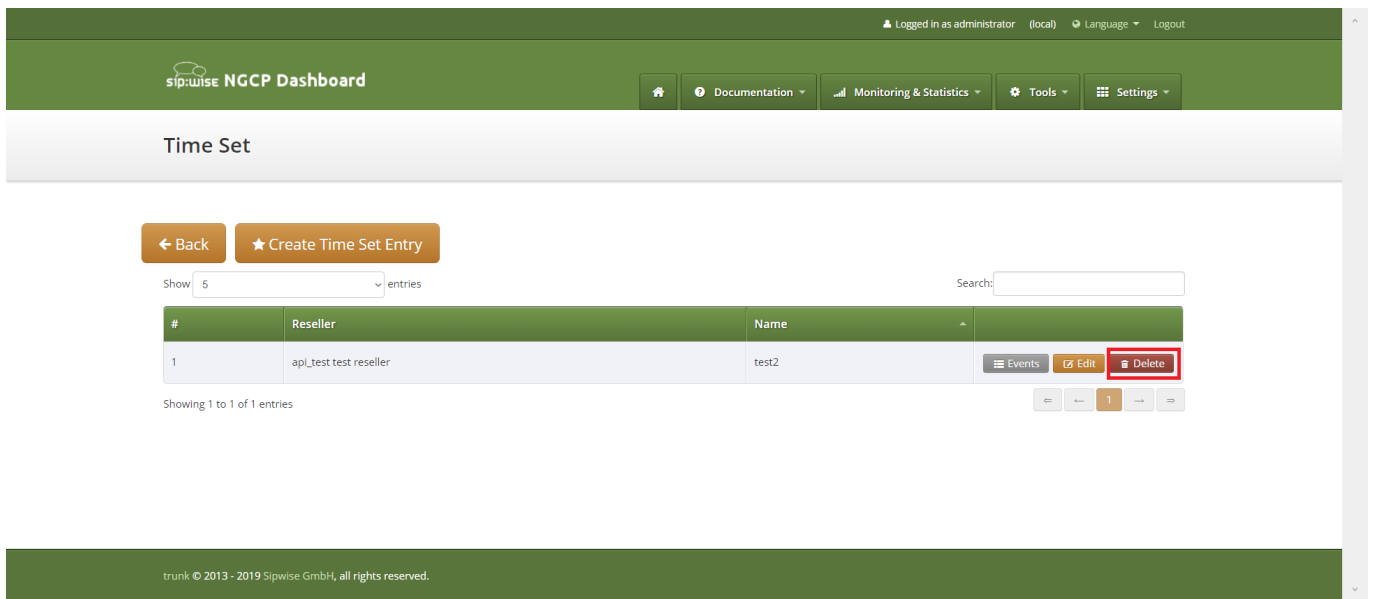 Logged in as administrator (local) Language Logout
sip:wise NGCP Dashboard
Documentation Monitoring & Statistics Tools Settings
Time Set
Back Create Time Set Entry
Show 5 entries Search:
# Reseller Name
1 api_test test reseller test2 Events Edit Delete
Showing 1 to 1 of 1 entries ⇐ ← 1 → ⇒
trunk © 2013 - 2019 Sipwise GmbH, all rights reserved.